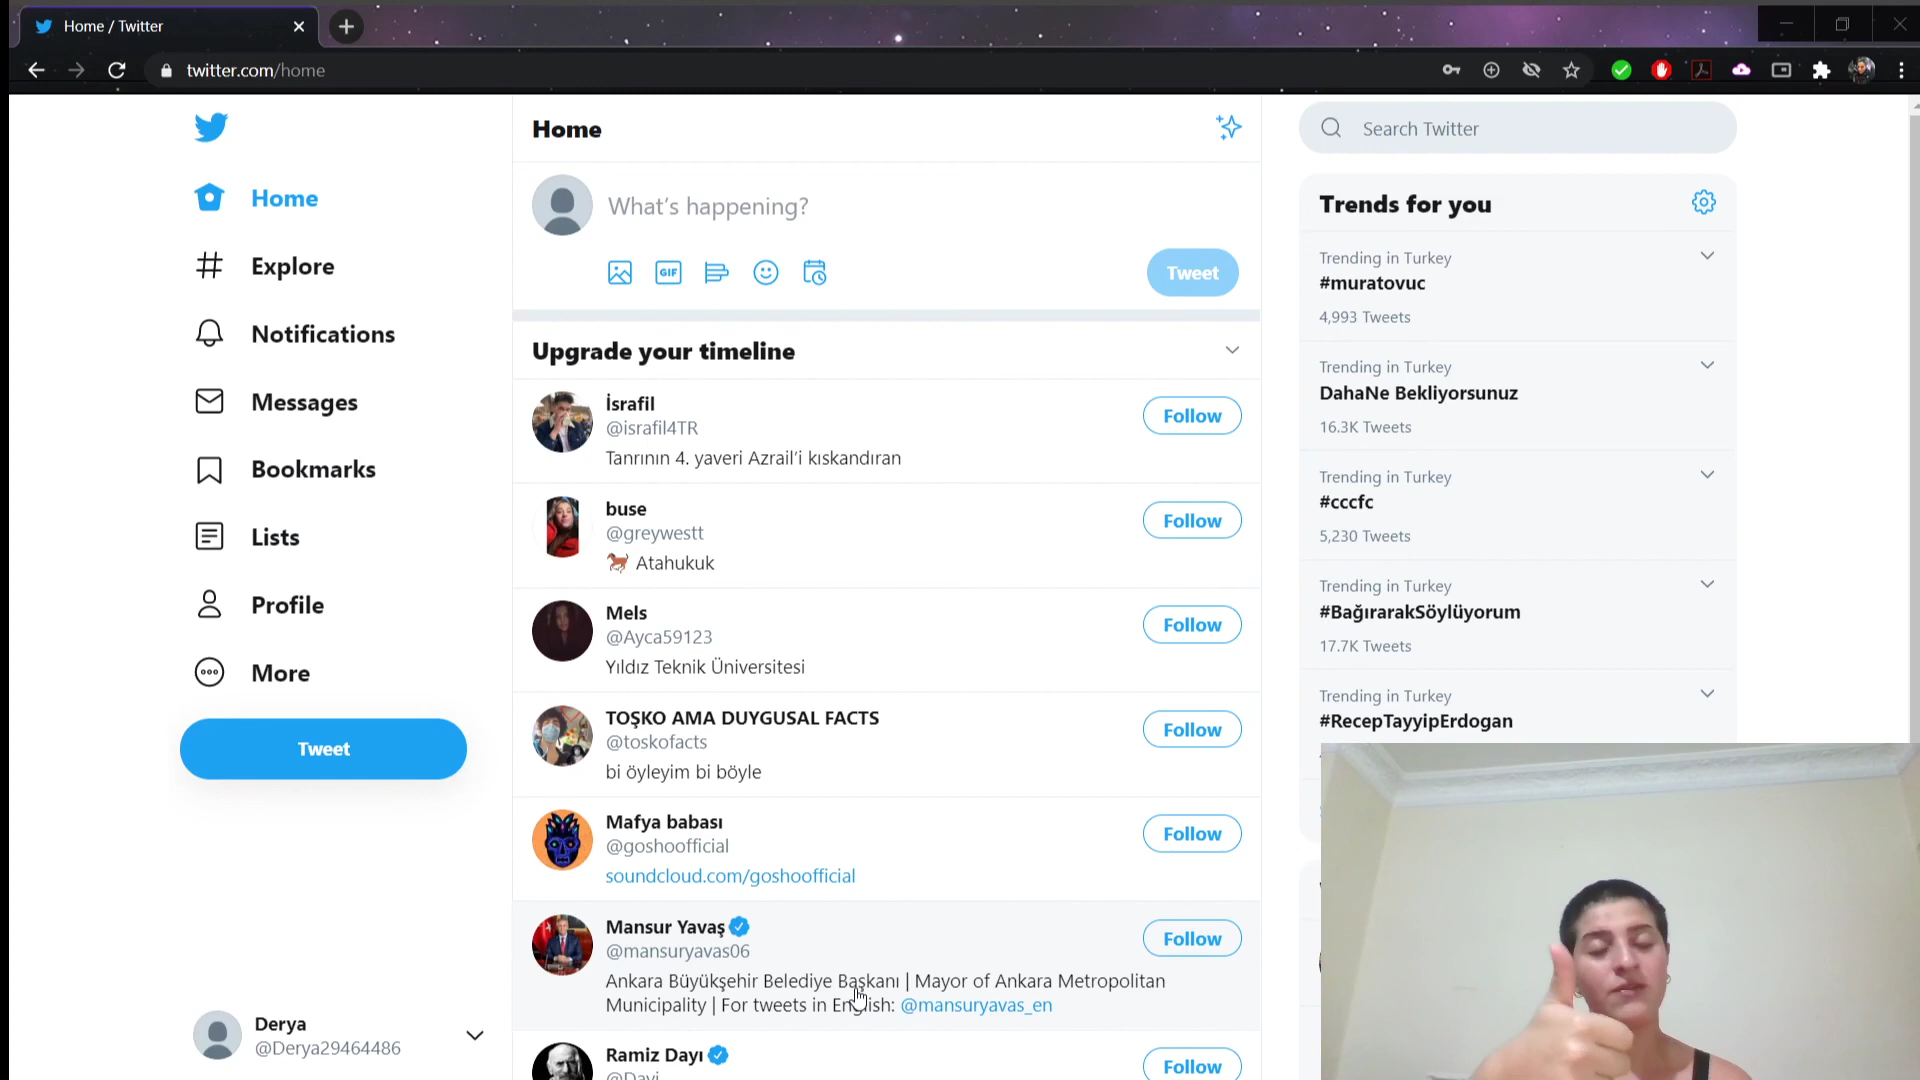 Home / Twitter
twitter.com/home
Home
Explore
Notifications
Messages
Bookmarks
Lists
Profile
More
Tweet
Derya
@Derya29464486
Home
What's happening?
GIF
Tweet
Upgrade your timeline
İsrafil
@israfil4TR
Tanrının 4. yaveri Azrail'i kıskandıran
Follow
buse
@greywestt
🐎 Atahukuk
Follow
Mels
@Ayca59123
Yıldız Teknik Üniversitesi
Follow
TOŞKO AMA DUYGUSAL FACTS
@toskofacts
bi öyleyim bi böyle
Follow
Mafya babası
@goshoofficial
soundcloud.com/goshoofficial
Follow
Mansur Yavaş
@mansuryavas06
Ankara Büyükşehir Belediye Başkanı | Mayor of Ankara Metropolitan
Municipality | For tweets in English: @mansuryavas_en
Follow
Ramiz Dayı
Follow
Search Twitter
Trends for you
Trending in Turkey
#muratovuc
4,993 Tweets
Trending in Turkey
DahaNe Bekliyorsunuz
16.3K Tweets
Trending in Turkey
#cccfc
5,230 Tweets
Trending in Turkey
#BağırarakSöylüyorum
17.7K Tweets
Trending in Turkey
#RecepTayyipErdogan